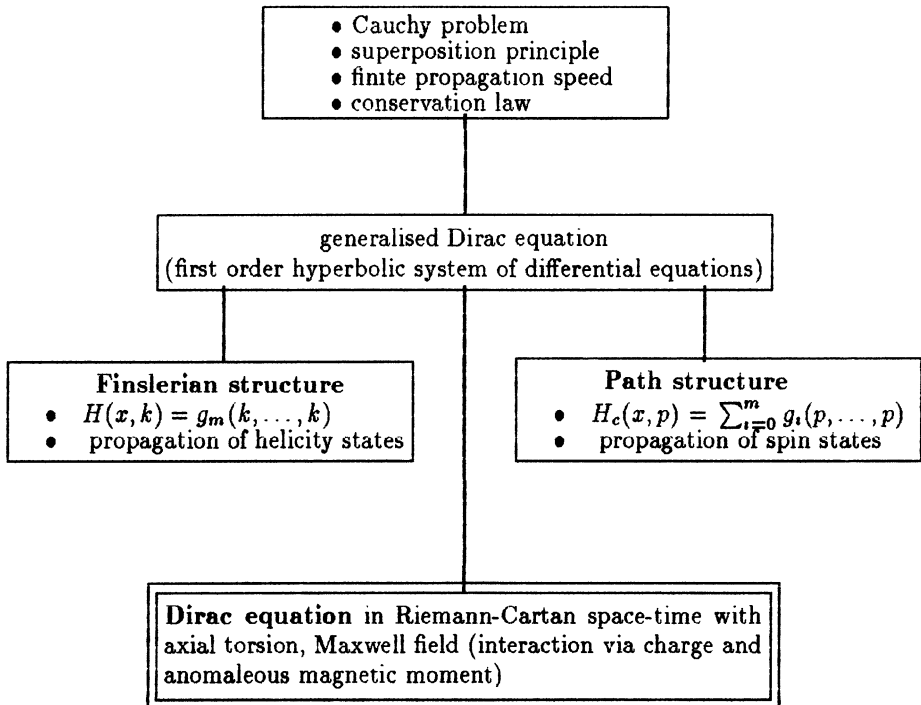 • Cauchy problem
• superposition principle
• finite propagation speed
• conservation law
generalised Dirac equation
(first order hyperbolic system of differential equations)
Finslerian structure
• H(x, k) = g_m(k, . . . , k)
• propagation of helicity states
Path structure
• H_c(x, p) = ∑_{i=0}^m g_i(p, . . . , p)
• propagation of spin states
Dirac equation in Riemann-Cartan space-time with
axial torsion, Maxwell field (interaction via charge and
anomaleous magnetic moment)